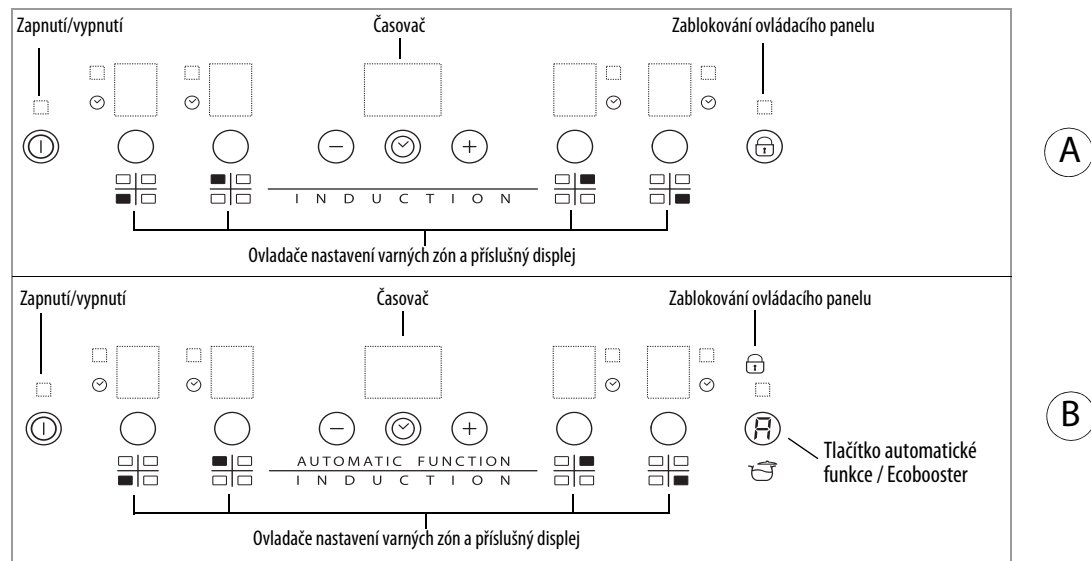 Zapnutí/vypnutí
Časovač
Zablokování ovládacího panelu
I N D U C T I O N
Ovladače nastavení varných zón a příslušný displej
A
Zapnutí/vypnutí
Časovač
Zablokování ovládacího panelu
A
AUTOMATIC FUNCTION
I N D U C T I O N
Tlačítko automatické
funkce / Ecobooster
Ovladače nastavení varných zón a příslušný displej
B